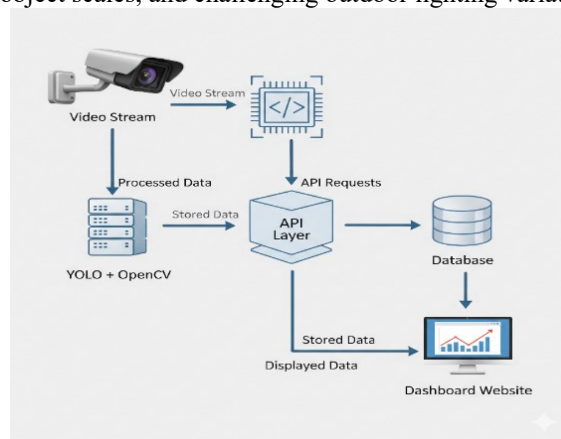 object scales, and challenging outdoor lighting variat
Video Stream
Video Stream
</>
Processed Data
API Requests
Stored Data
API
Layer
YOLO + OpenCV
Database
Stored Data
Displayed Data
Dashboard Website